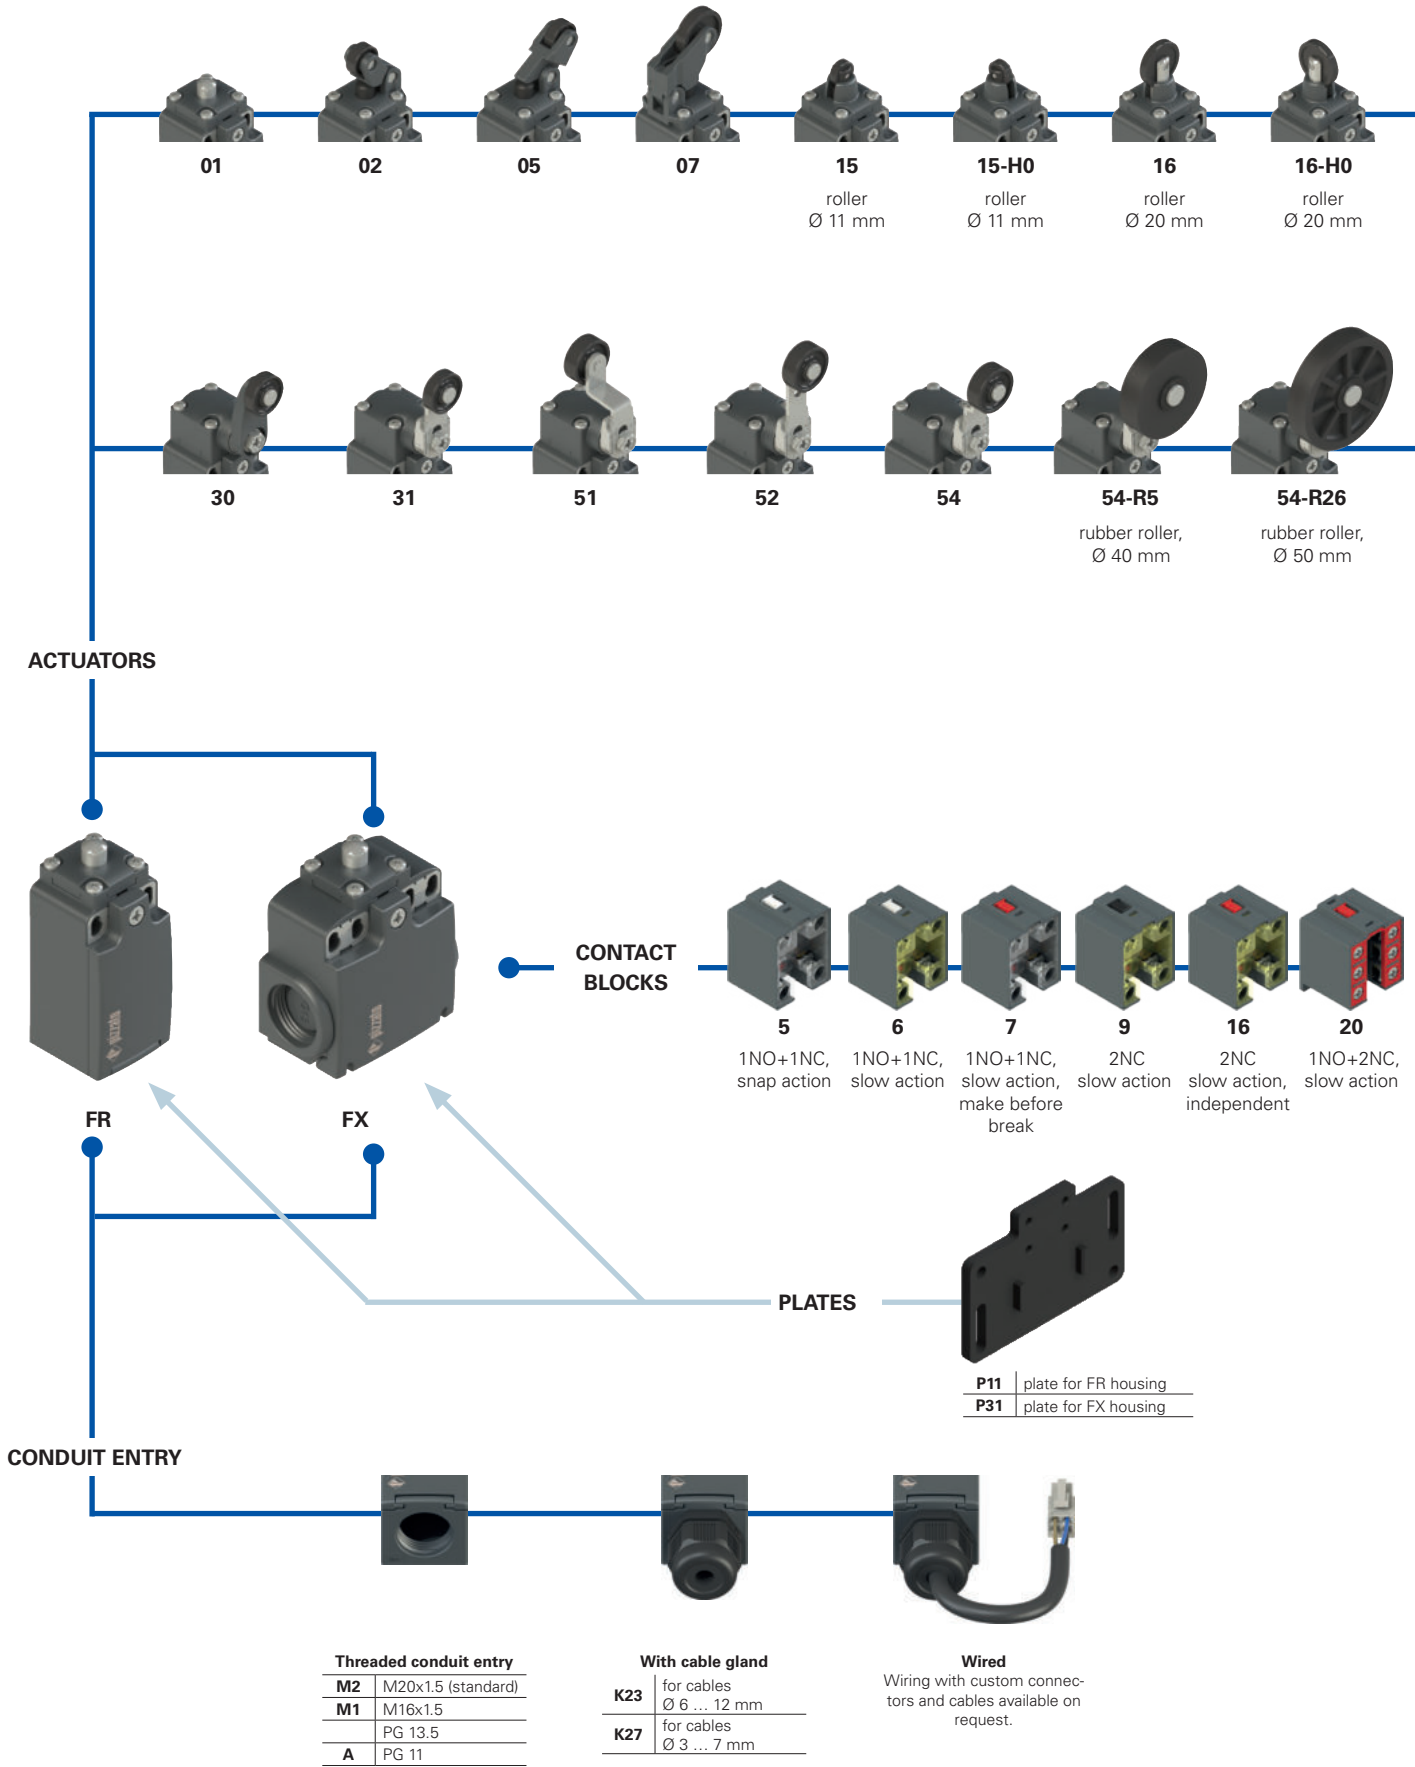 01
02
05
07
15
15-H0
16
16-H0
roller
Ø 11 mm
roller
Ø 11 mm
roller
Ø 20 mm
roller
Ø 20 mm
30
31
51
52
54
54-R5
54-R26
rubber roller,
Ø 40 mm
rubber roller,
Ø 50 mm
ACTUATORS
pizzato
pizzato
FR
FX
CONTACT
BLOCKS
5
1NO+1NC,
snap action
6
1NO+1NC,
slow action
7
1NO+1NC,
slow action,
make before
break
9
2NC
slow action
16
2NC
slow action,
independent
20
1NO+2NC,
slow action
PLATES
P11 plate for FR housing
P31 plate for FX housing
CONDUIT ENTRY
Threaded conduit entry
M2 M20x1.5 (standard)
M1 M16x1.5
PG 13.5
A PG 11
With cable gland
K23 for cables
Ø 6 … 12 mm
K27 for cables
Ø 3 … 7 mm
Wired
Wiring with custom connec-
tors and cables available on
request.